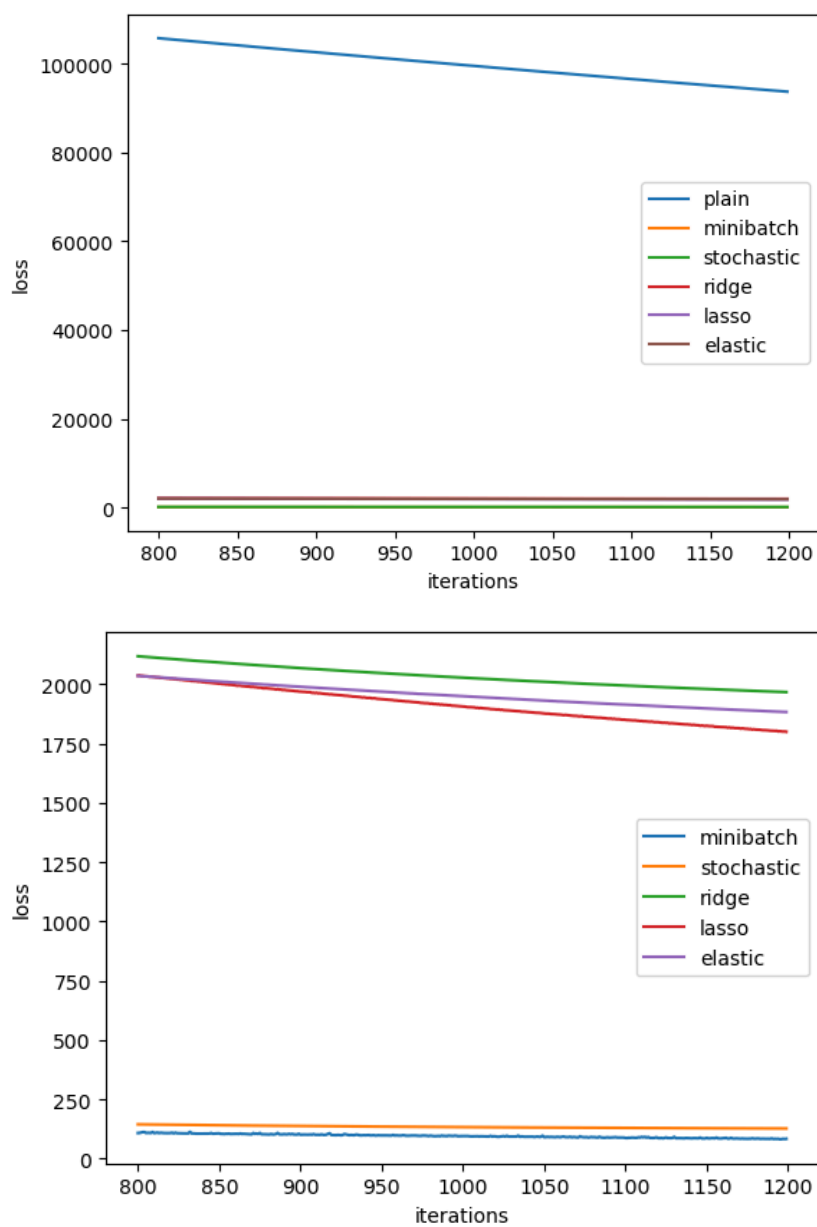 100000
80000
60000
40000
20000
0
loss
plain
minibatch
stochastic
ridge
lasso
elastic
800 850 900 950 1000 1050 1100 1150 1200
iterations
2000
1750
1500
1250
1000
750
500
250
0
loss
minibatch
stochastic
ridge
lasso
elastic
800 850 900 950 1000 1050 1100 1150 1200
iterations